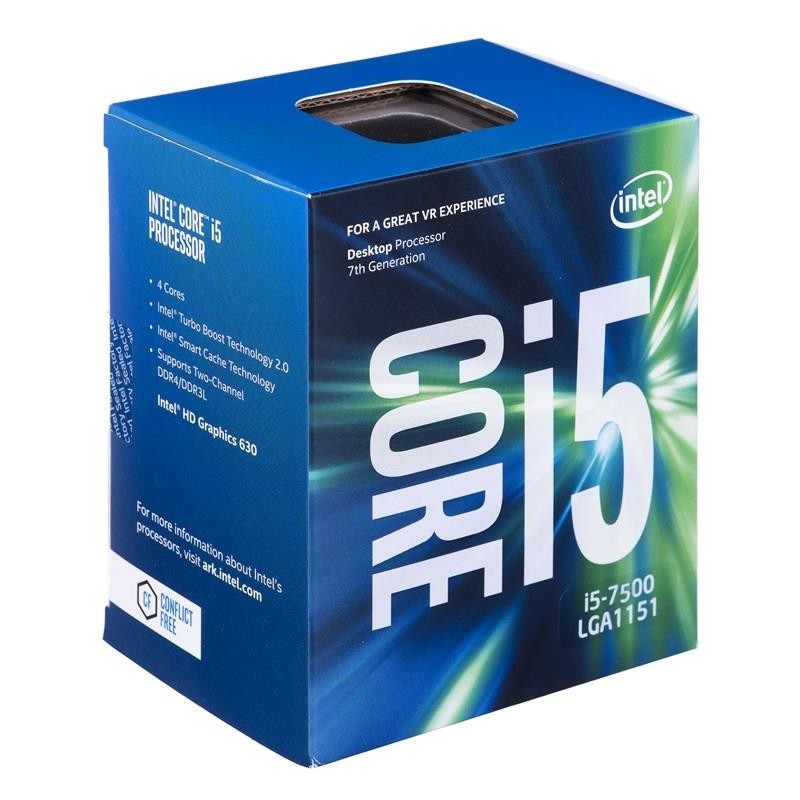 INTEL® CORE™ i5
PROCESSOR
• 4 Cores
• Intel® Turbo Boost Technology 2.0
• Intel® Smart Cache Technology
• Supports Two-Channel
DDR4/DDR3L
Intel® HD Graphics 630
For more information about Intel's
processors, visit ark.intel.com
CF
CONFLICT
FREE
FOR A GREAT VR EXPERIENCE
Desktop Processor
7th Generation
intel
CORE i5
i5-7500
LGA1151